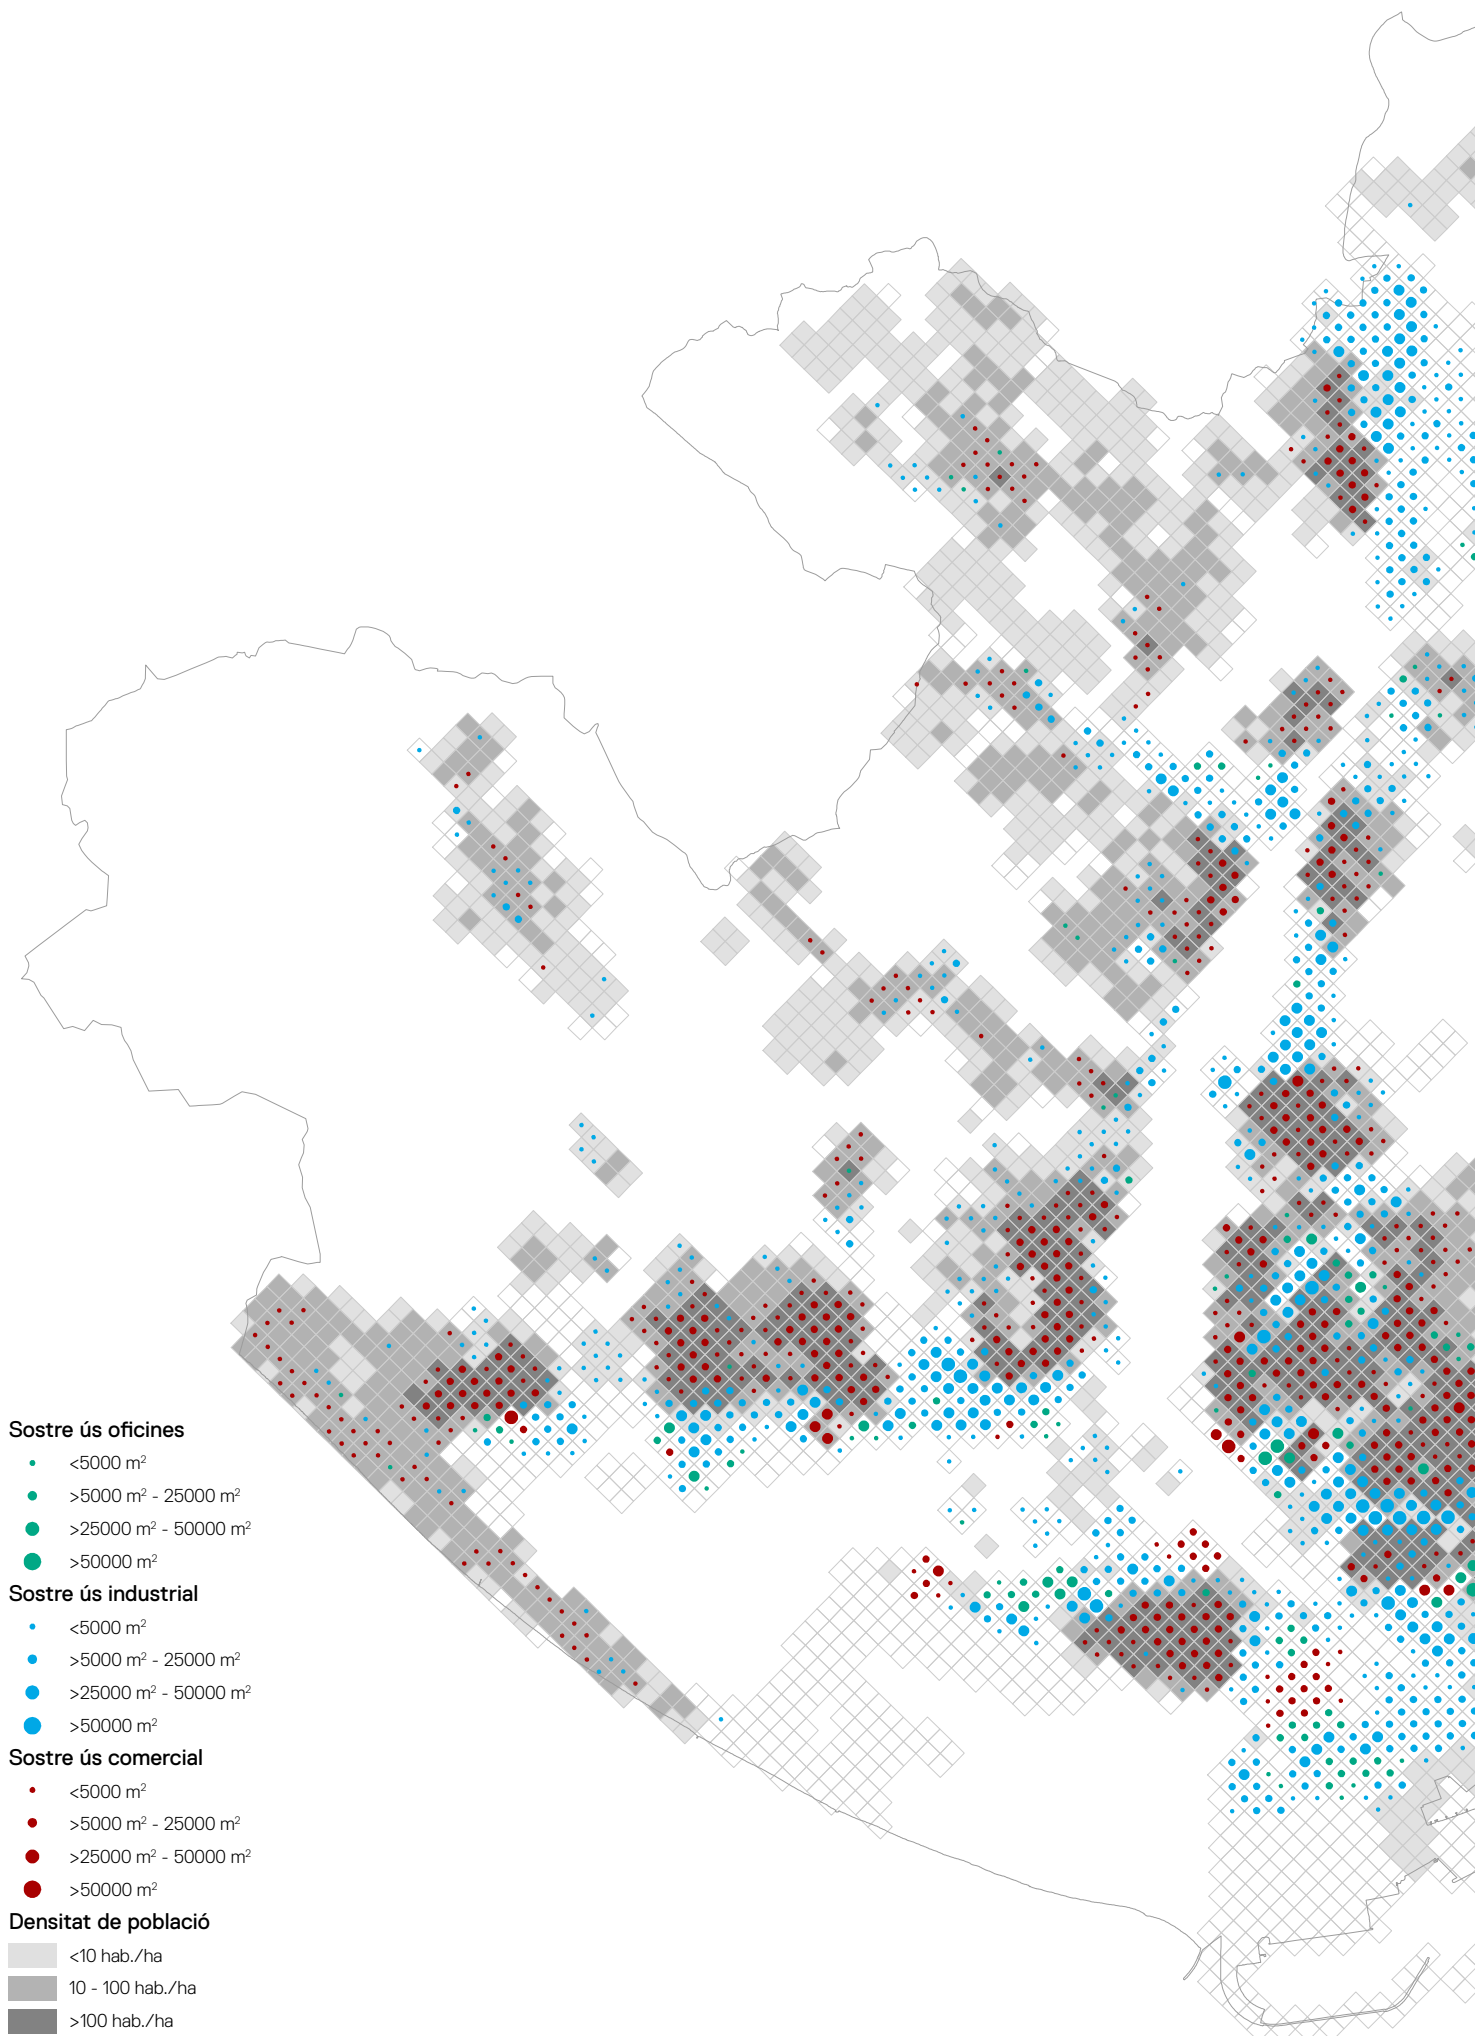 Sostre ús oficines
<5000 m²
>5000 m² - 25000 m²
>25000 m² - 50000 m²
>50000 m²
Sostre ús industrial
<5000 m²
>5000 m² - 25000 m²
>25000 m² - 50000 m²
>50000 m²
Sostre ús comercial
<5000 m²
>5000 m² - 25000 m²
>25000 m² - 50000 m²
>50000 m²
Densitat de població
<10 hab./ha
10 - 100 hab./ha
>100 hab./ha